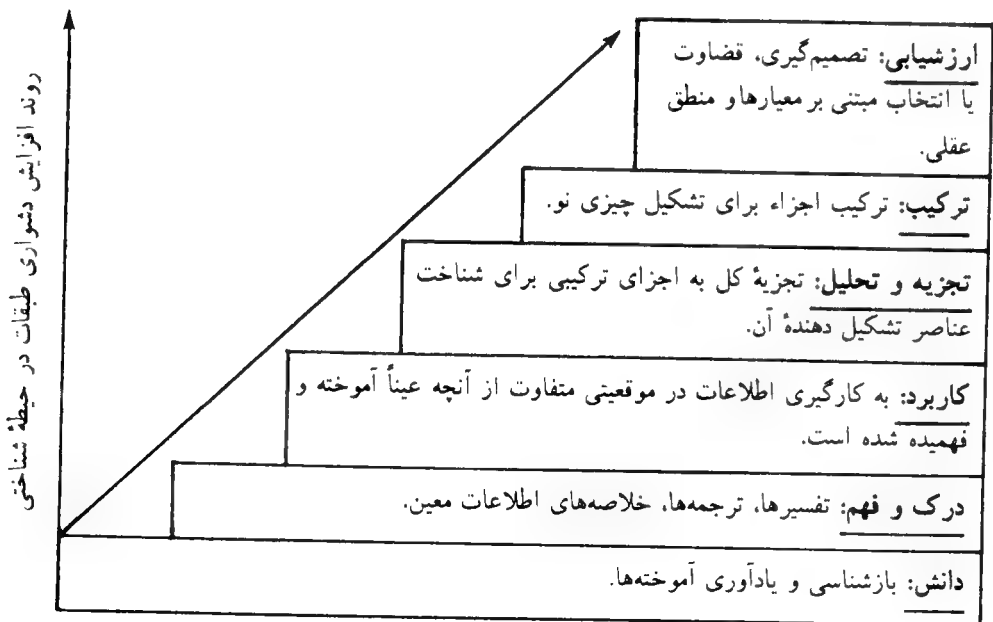 ارزشیابی: تصمیم‌گیری، قضاوت
یا انتخاب مبتنی بر معیارها و منطق
عقلی.
ترکیب: ترکیب اجزاء برای تشکیل چیزی نو.
تجزیه و تحلیل: تجزیهٔ کل به اجزای ترکیبی برای شناخت
عناصر تشکیل دهندهٔ آن.
کاربرد: به کارگیری اطلاعات در موقعیتی متفاوت از آنچه عیناً آموخته و
فهمیده شده است.
درک و فهم: تفسیرها، ترجمه‌ها، خلاصه‌های اطلاعات معین.
دانش: بازشناسی و یادآوری آموخته‌ها.
روند افزایش دشواری طبقات در حیطهٔ شناختی